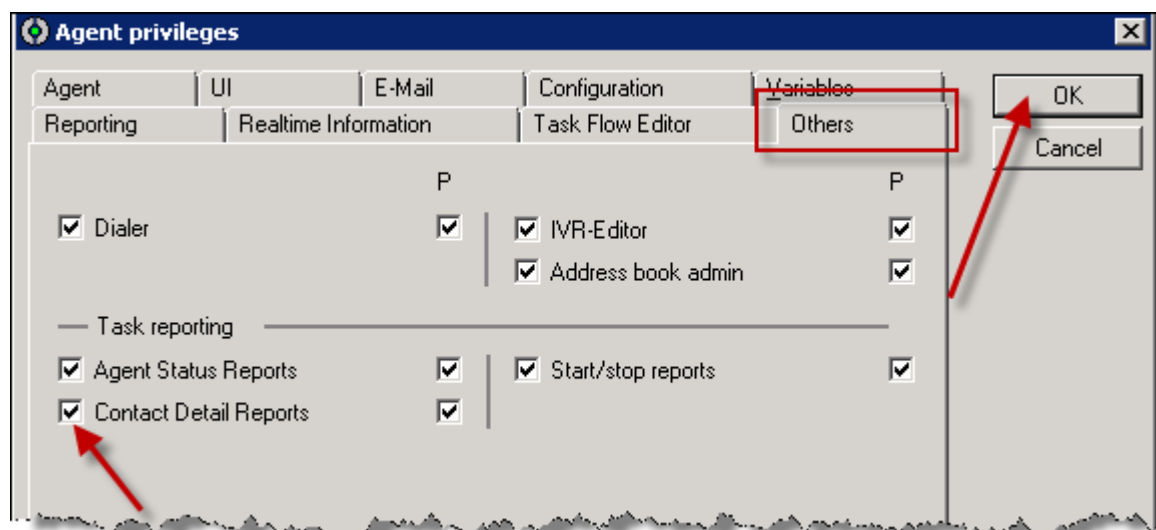 Agent privileges
Agent UI E-Mail Configuration Variables OK
Reporting Realtime Information Task Flow Editor Others Cancel
P P
Dialer IVR-Editor
Address book admin
Task reporting
Agent Status Reports Start/stop reports
Contact Detail Reports